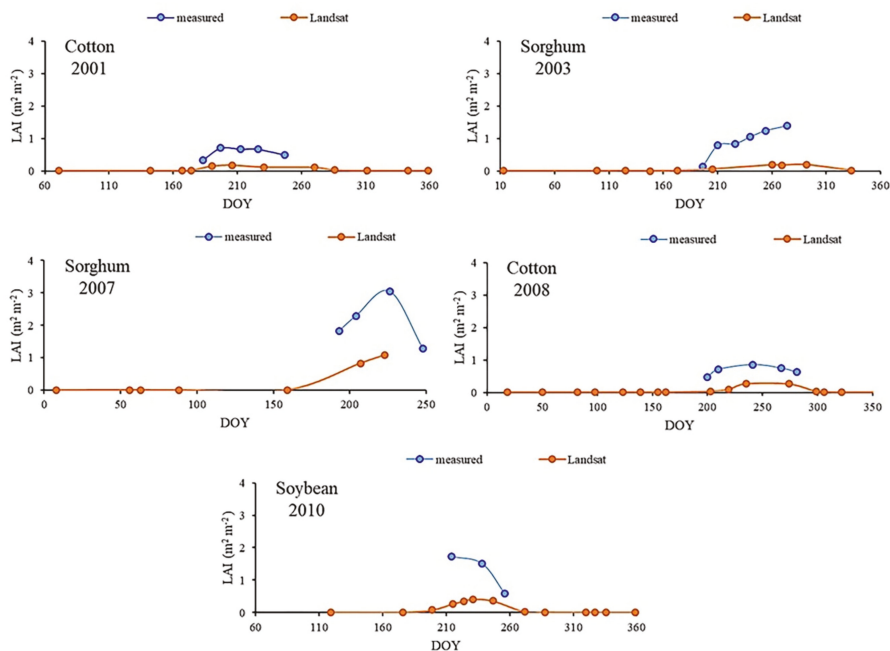 measured Landsat
Cotton
2001
LAI (m² m⁻²)
4
3
2
1
0
60 110 160 210 260 310 360
DOY
measured Landsat
Sorghum
2003
LAI (m² m⁻²)
4
3
2
1
0
10 60 110 160 210 260 310 360
DOY
measured Landsat
Sorghum
2007
LAI (m² m⁻²)
4
3
2
1
0
0 50 100 150 200 250
DOY
measured Landsat
Cotton
2008
LAI (m² m⁻²)
4
3
2
1
0
0 50 100 150 200 250 300 350
DOY
measured Landsat
Soybean
2010
LAI (m² m⁻²)
4
3
2
1
0
60 110 160 210 260 310 360
DOY